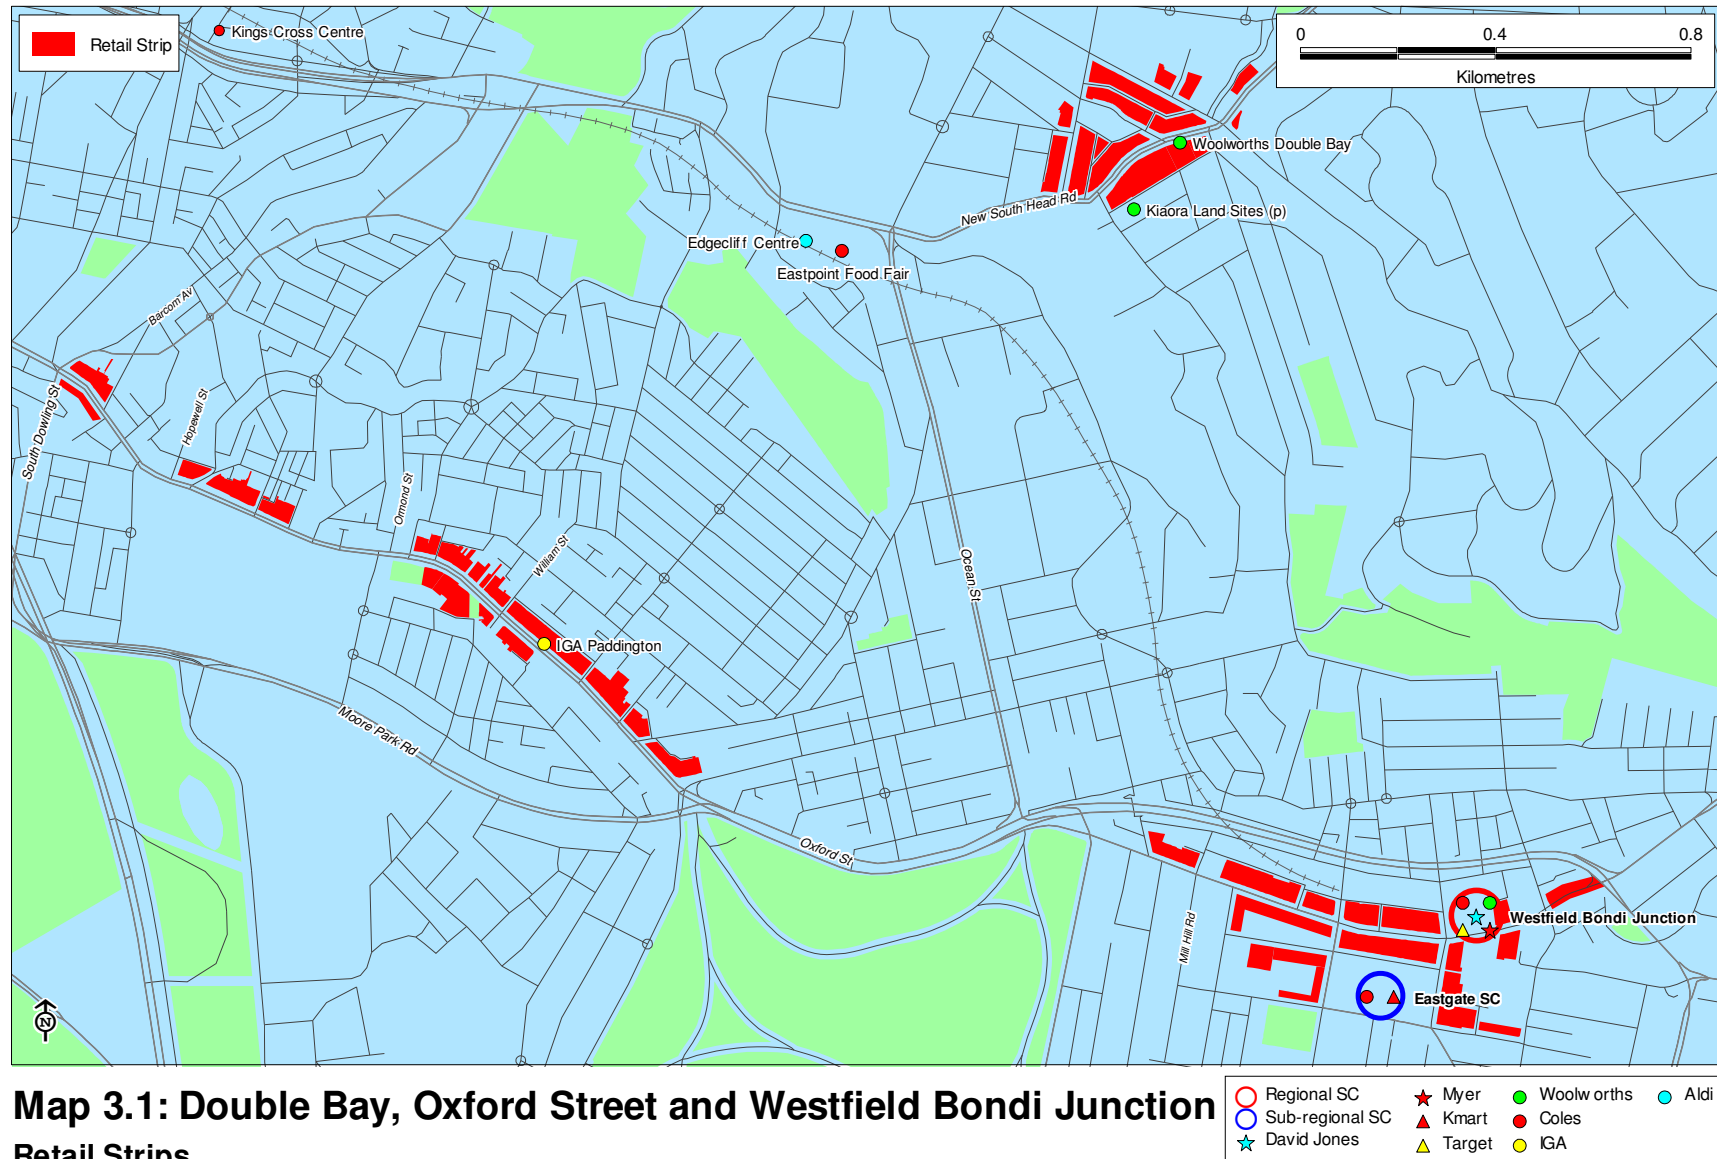 Retail Strip
Kings Cross Centre
0 0.4 0.8
Kilometres
Woolworths Double Bay
New South Head Rd
Kiaora Land Sites (p)
Edgecliff Centre
Eastpoint Food Fair
Barcom Av
South Dowling St
Hopewell St
Ormond St
William St
Ocean St
IGA Paddington
Moore Park Rd
Oxford St
Mill Hill Rd
Westfield Bondi Junction
Eastgate SC
N
Map 3.1: Double Bay, Oxford Street and Westfield Bondi Junction
Retail Strips
Regional SC Myer Woolworths Aldi
Sub-regional SC Kmart Coles
David Jones Target IGA